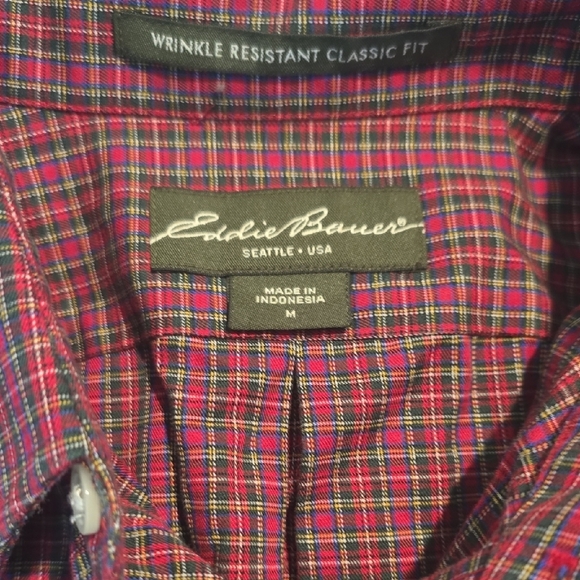 WRINKLE RESISTANT CLASSIC FIT
Eddie Bauer®
SEATTLE • USA
MADE IN
INDONESIA
M